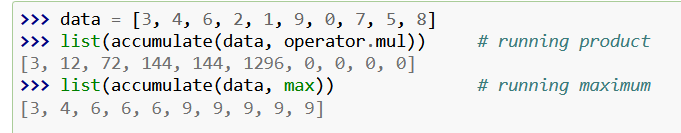 >>> data = [3, 4, 6, 2, 1, 9, 0, 7, 5, 8]
>>> list(accumulate(data, operator.mul))     # running product
[3, 12, 72, 144, 144, 1296, 0, 0, 0, 0]
>>> list(accumulate(data, max))              # running maximum
[3, 4, 6, 6, 6, 9, 9, 9, 9, 9]